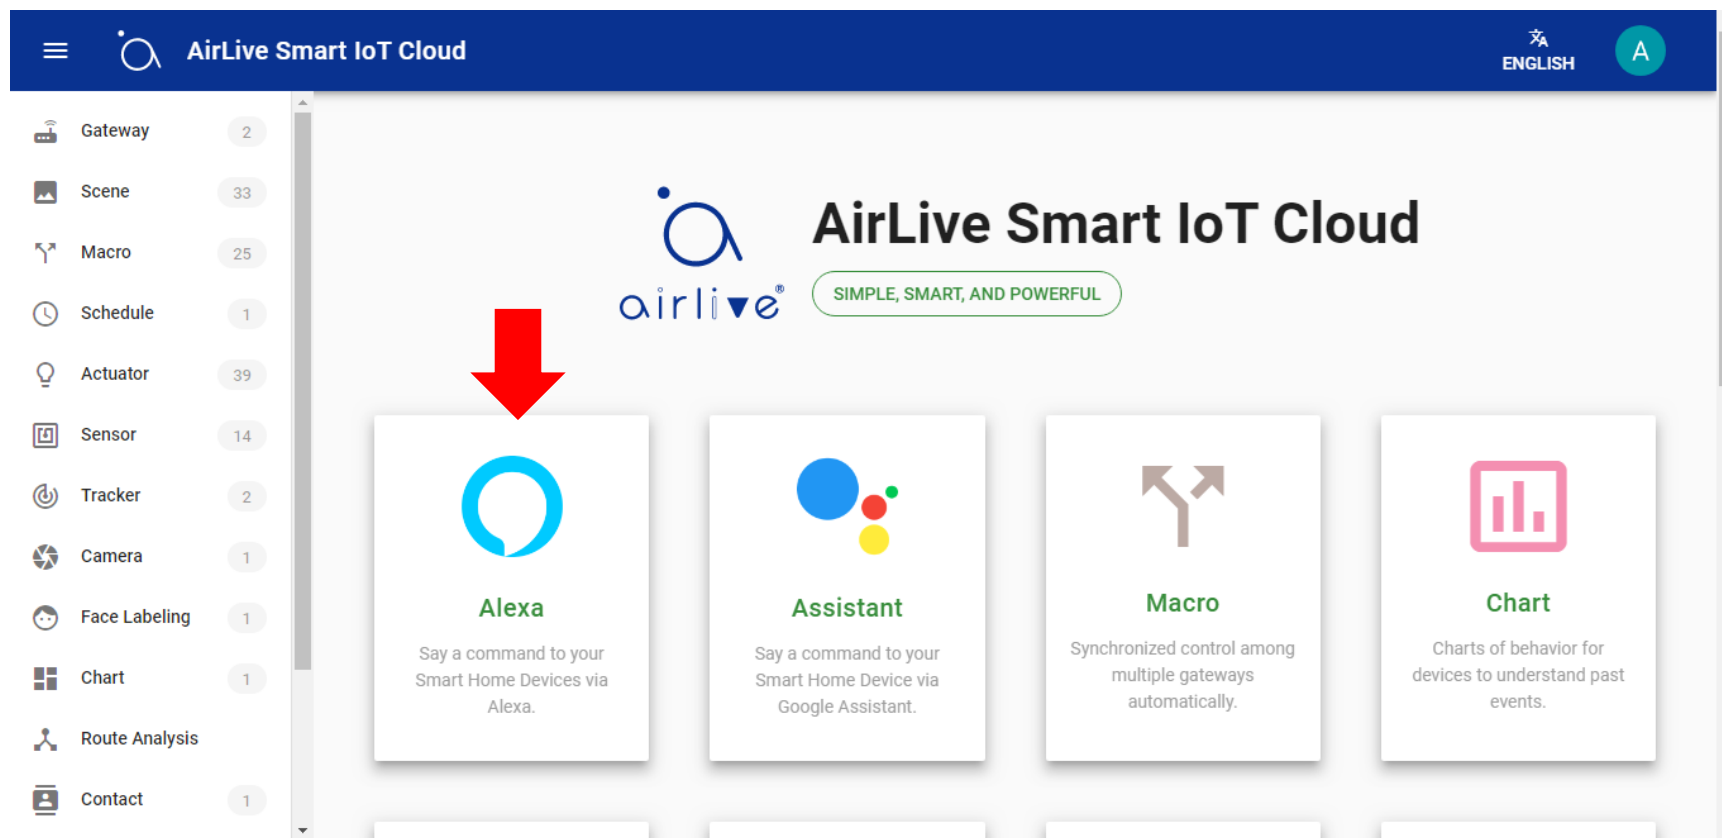 AirLive Smart IoT Cloud
ENGLISH
A
Gateway 2
Scene 33
Macro 25
Schedule 1
Actuator 39
Sensor 14
Tracker 2
Camera 1
Face Labeling 1
Chart 1
Route Analysis
Contact 1
airlive®
AirLive Smart IoT Cloud
SIMPLE, SMART, AND POWERFUL
Alexa
Say a command to your
Smart Home Devices via
Alexa.
Assistant
Say a command to your
Smart Home Device via
Google Assistant.
Macro
Synchronized control among
multiple gateways
automatically.
Chart
Charts of behavior for
devices to understand past
events.